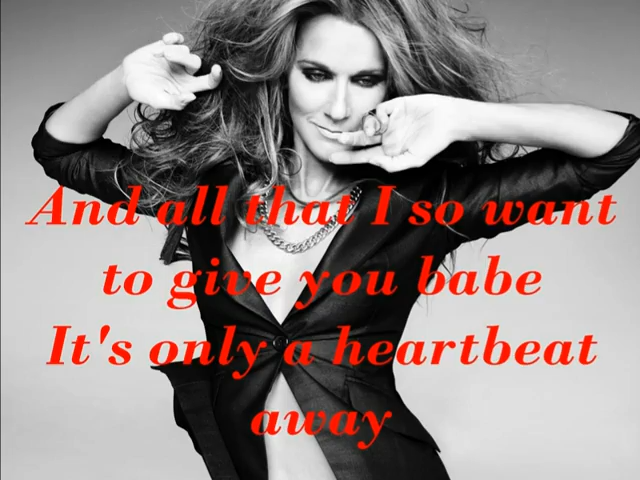 And all that I so want
to give you babe
It's only a heartbeat
away